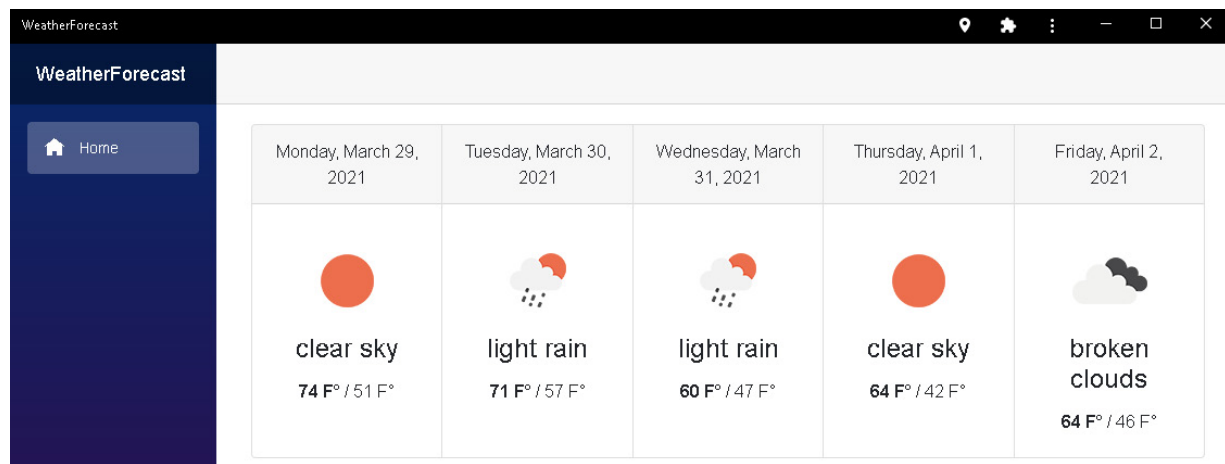 WeatherForecast
WeatherForecast
Home
Monday, March 29,
2021
Tuesday, March 30,
2021
Wednesday, March
31, 2021
Thursday, April 1,
2021
Friday, April 2,
2021
clear sky
74 F° / 51 F°
light rain
71 F° / 57 F°
light rain
60 F° / 47 F°
clear sky
64 F° / 42 F°
broken
clouds
64 F° / 46 F°